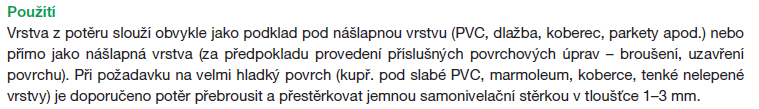 Použití
Vrstva z potěru slouží obvykle jako podklad pod nášlapnou vrstvu (PVC, dlažba, koberec, parkety apod.) nebo
přímo jako nášlapná vrstva (za předpokladu provedení příslušných povrchových úprav – broušení, uzavření
povrchu). Při požadavku na velmi hladký povrch (kupř. pod slabé PVC, marmoleum, koberce, tenké nelepené
vrstvy) je doporučeno potěr přebrousit a přestěrkovat jemnou samonivelační stěrkou v tloušťce 1–3 mm.